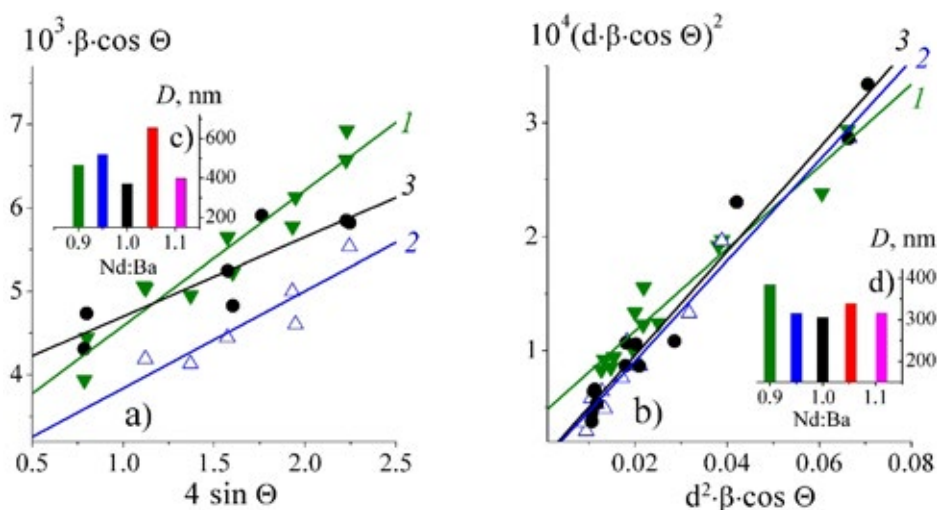 10³·β·cos Θ
7
6
5
4
0.5 1.0 1.5 2.0 2.5
4 sin Θ
a)
1
3
2
D, nm
c)
600
400
200
0.9 1.0 1.1
Nd:Ba
10⁴(d·β·cos Θ)²
3
2
1
0.02 0.04 0.06 0.08
d²·β·cos Θ
b)
3
2
1
D, nm
d)
400
300
200
0.9 1.0 1.1
Nd:Ba